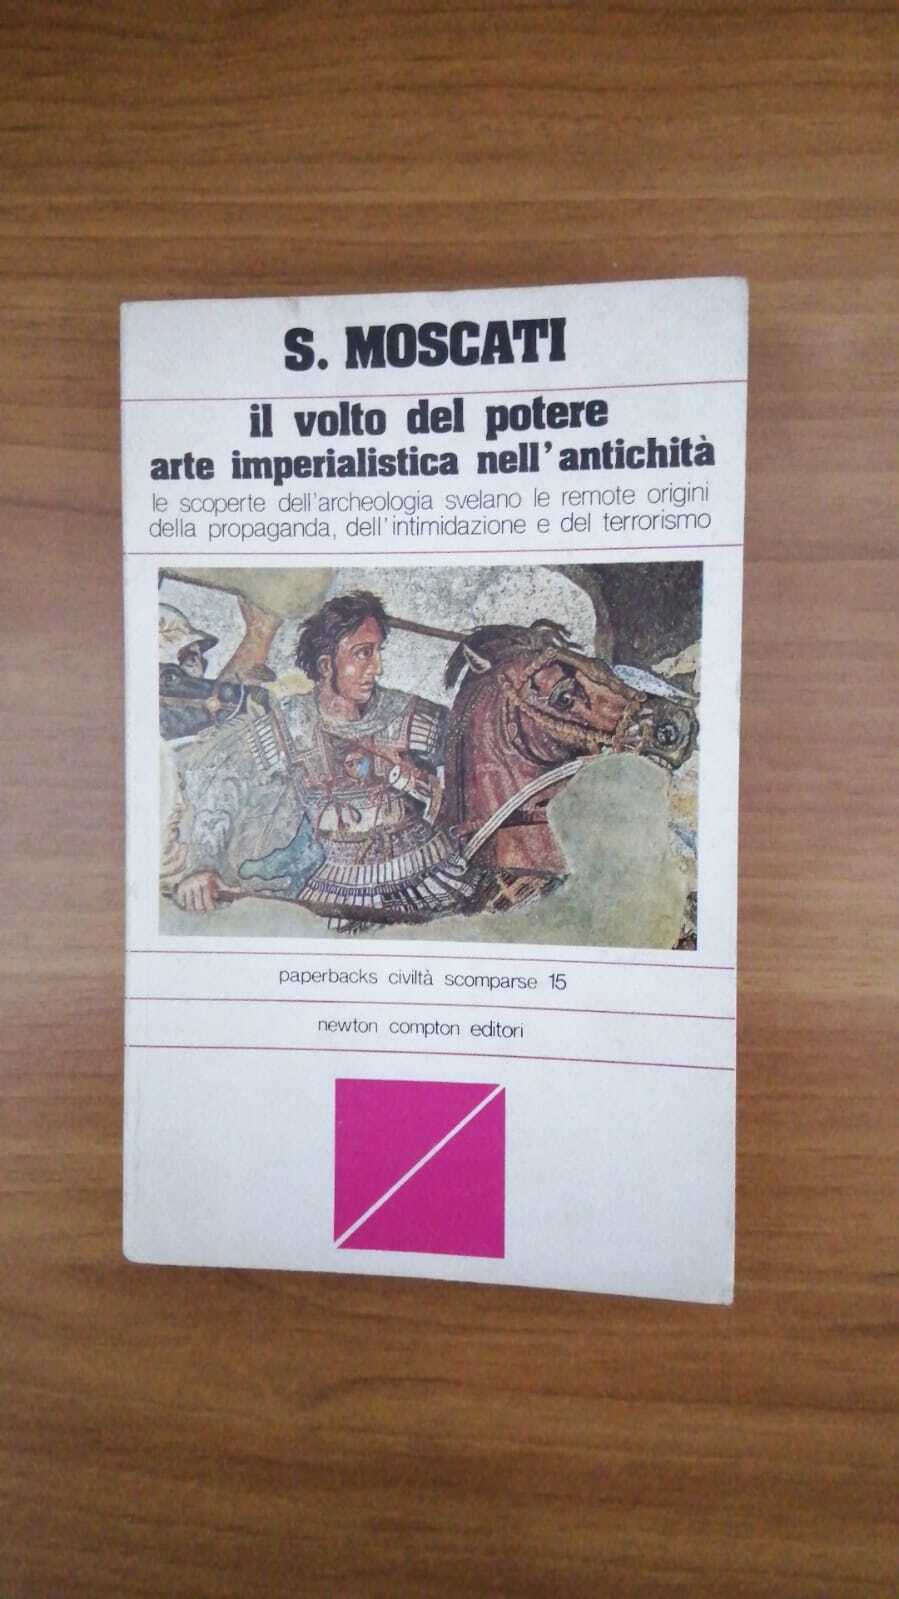 S. MOSCATI
il volto del potere
arte imperialistica nell'antichità
le scoperte dell'archeologia svelano le remote origini
della propaganda, dell'intimidazione e del terrorismo
paperbacks civiltà scomparse 15
newton compton editori